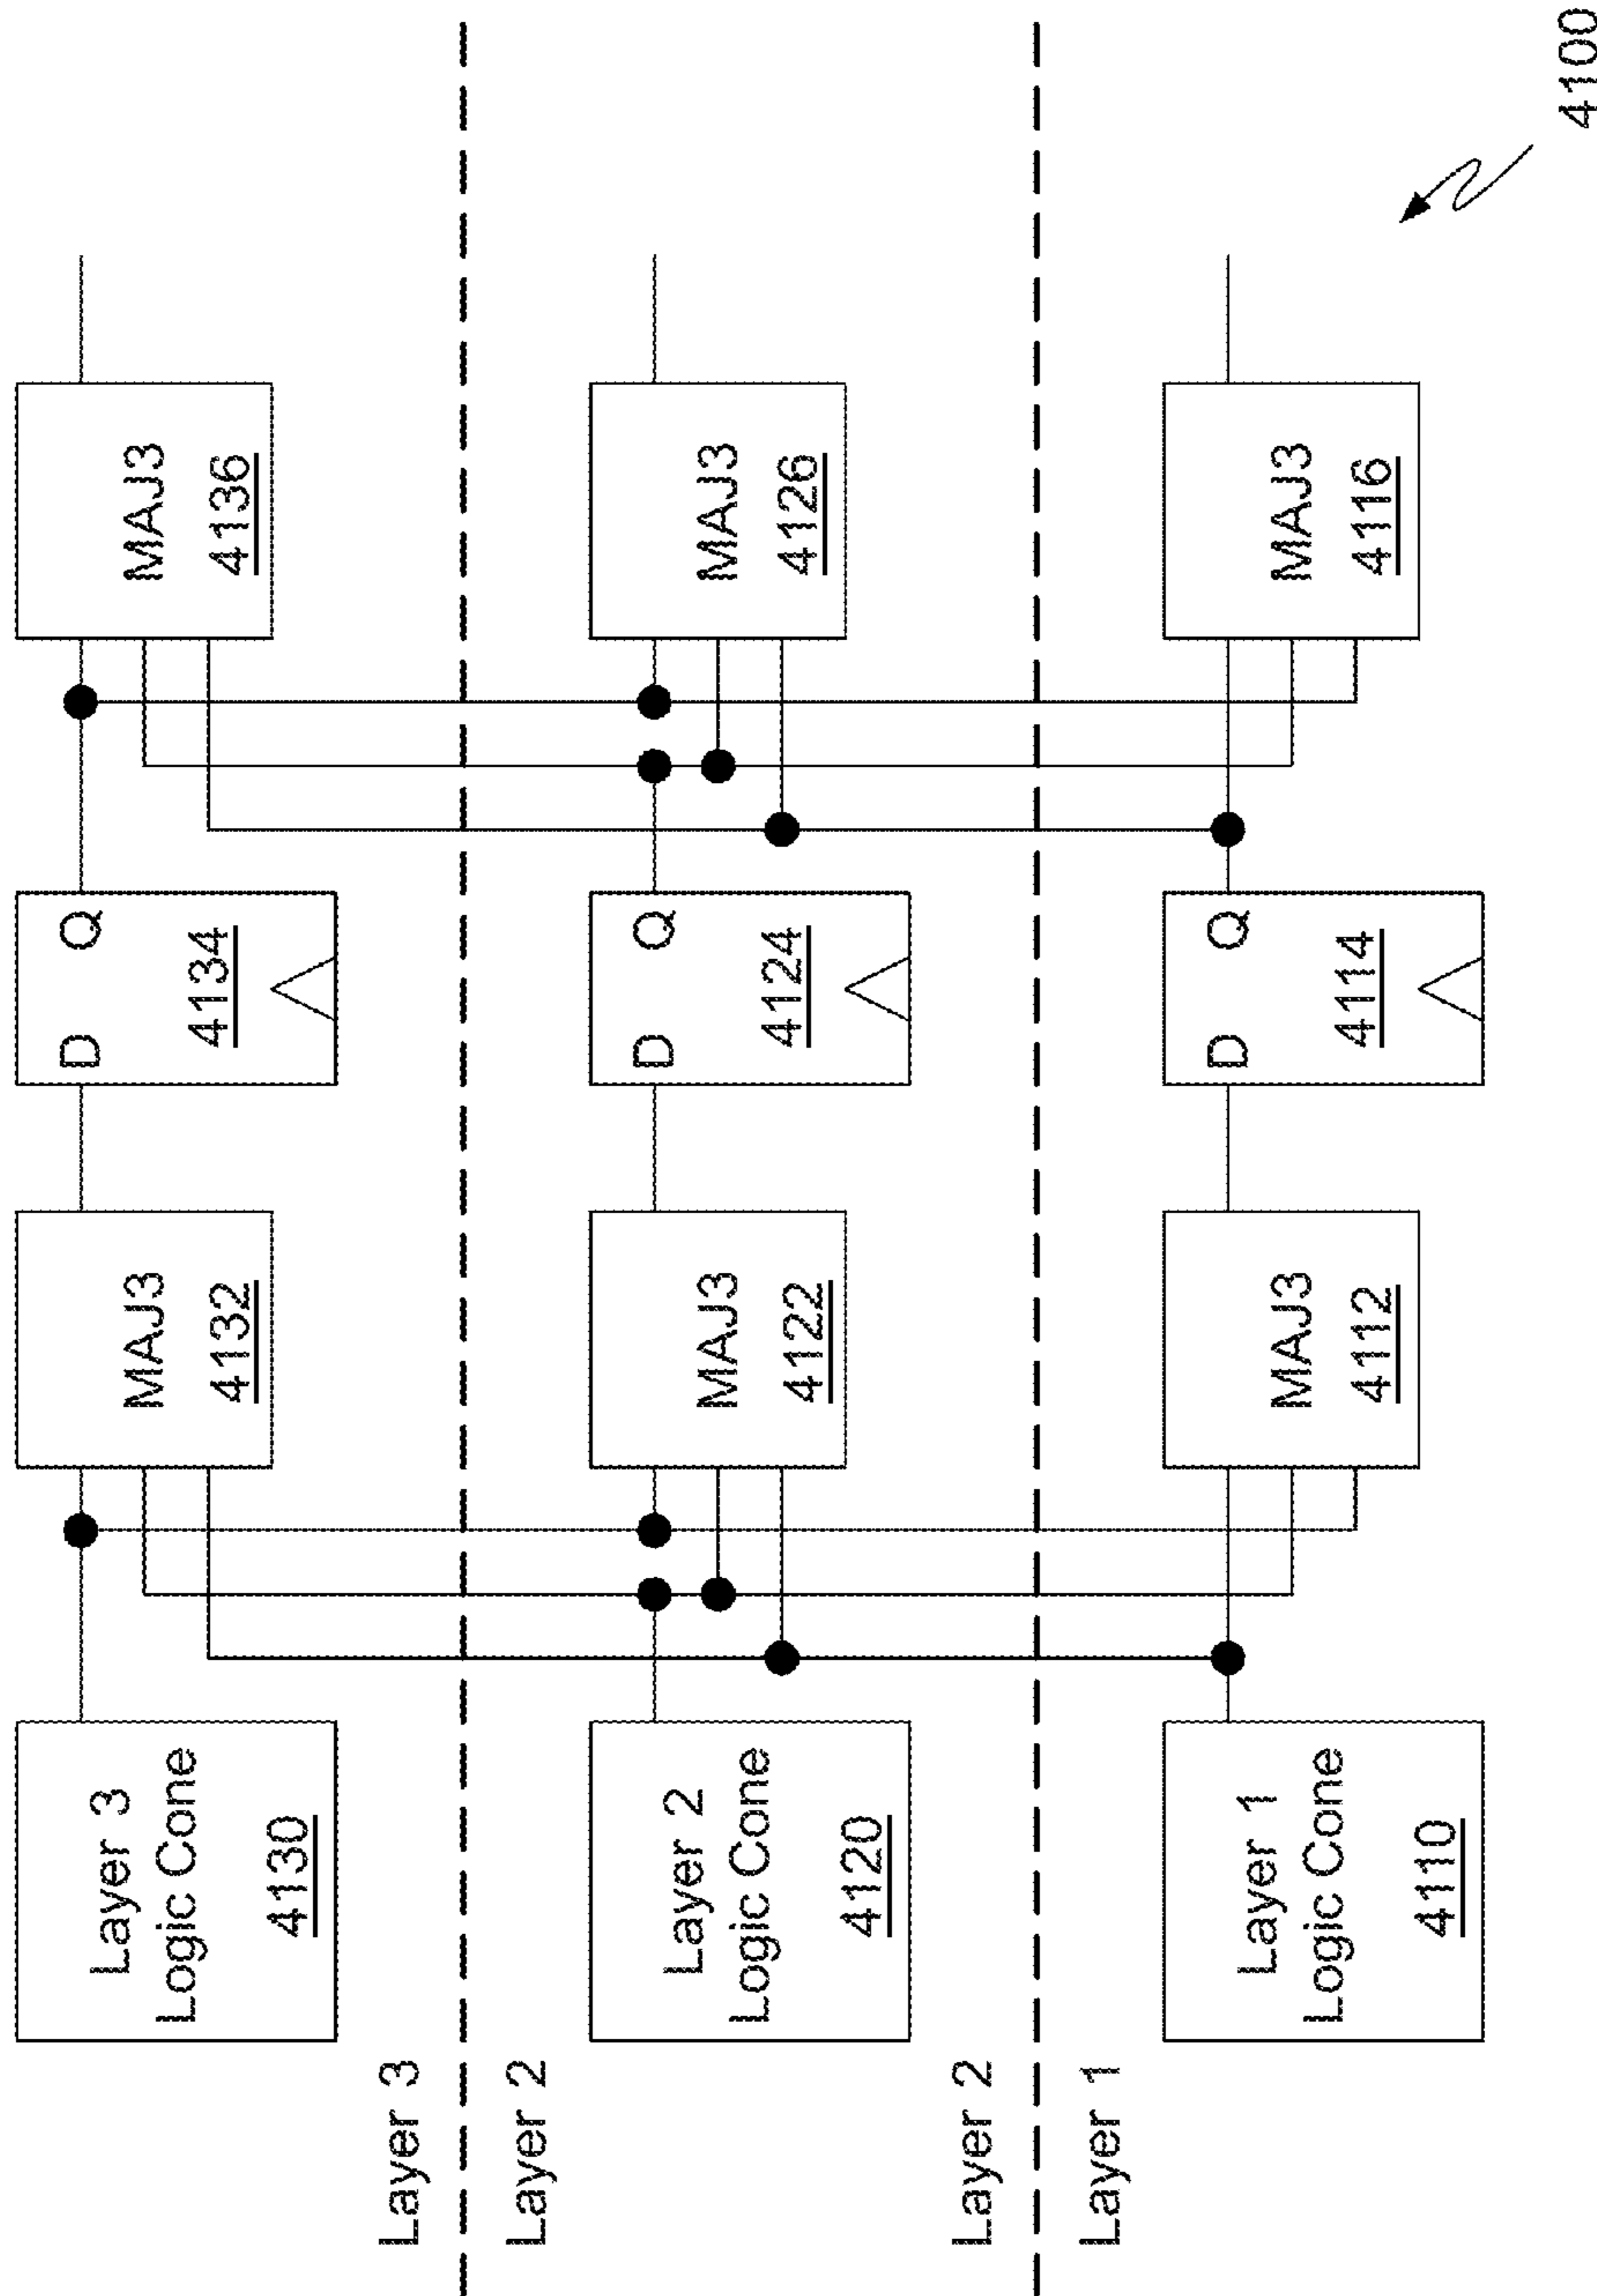 Layer 3
Logic Cone
4130
MAJ3
4132
D Q
4134
MAJ3
4136
Layer 3
Layer 2
Layer 2
Logic Cone
4120
MAJ3
4122
D Q
4124
MAJ3
4126
Layer 2
Layer 1
Layer 1
Logic Cone
4110
MAJ3
4112
D Q
4114
MAJ3
4116
4100